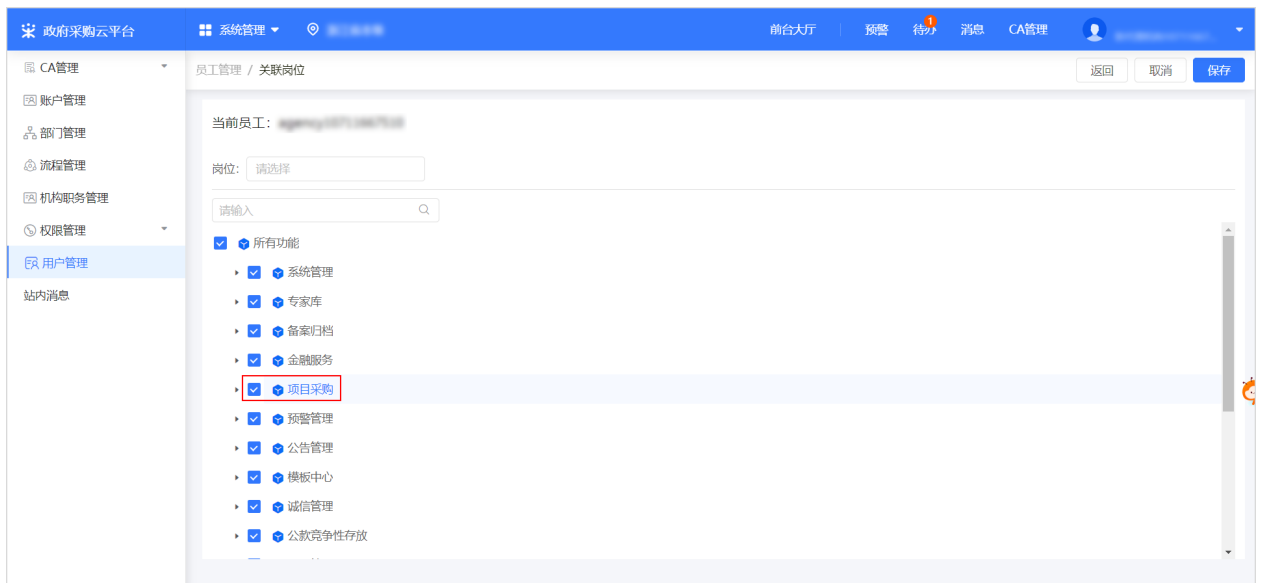 政府采购云平台 系统管理 前台大厅 预警 待办 1 消息 CA管理
CA管理
员工管理 / 关联岗位 返回 取消 保存
账户管理
部门管理
流程管理
机构职务管理
权限管理
用户管理
站内消息
当前员工:
岗位: 请选择
请输入
所有功能
系统管理
专家库
备案归档
金融服务
项目采购
预警管理
公告管理
模板中心
诚信管理
公款竞争性存放